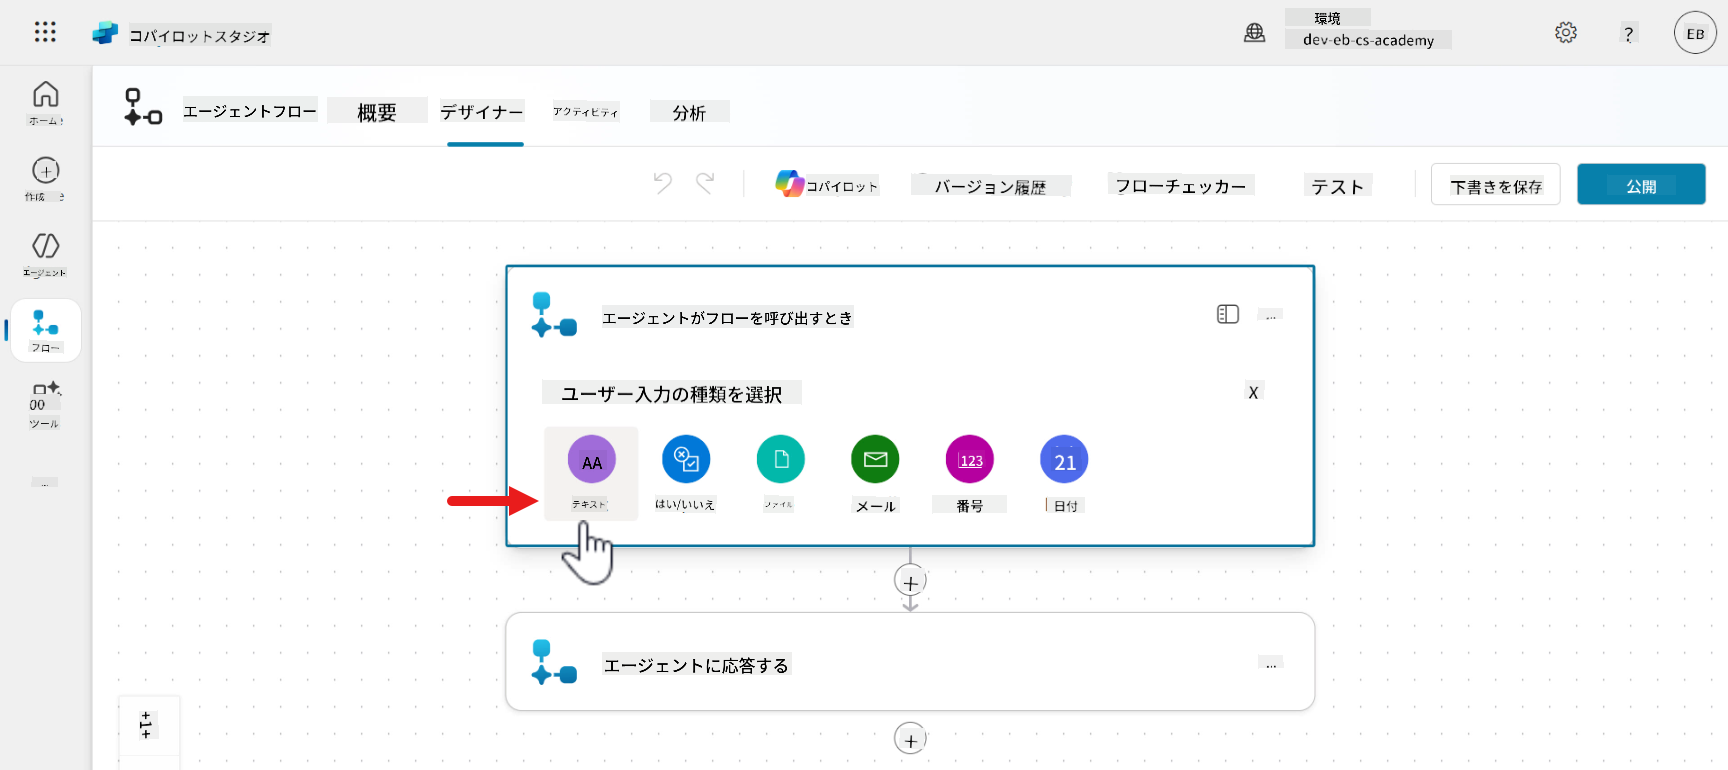 コパイロットスタジオ
環境
dev-eb-cs-academy
?
EB
ホーム
作成
エージェント
フロー
ツール
エージェントフロー
概要
デザイナー
アクティビティ
分析
コパイロット
バージョン履歴
フローチェッカー
テスト
下書きを保存
公開
エージェントがフローを呼び出すとき
...
ユーザー入力の種類を選択
X
AA
123
21
テキスト
はい/いいえ
ファイル
メール
番号
日付
エージェントに応答する
...